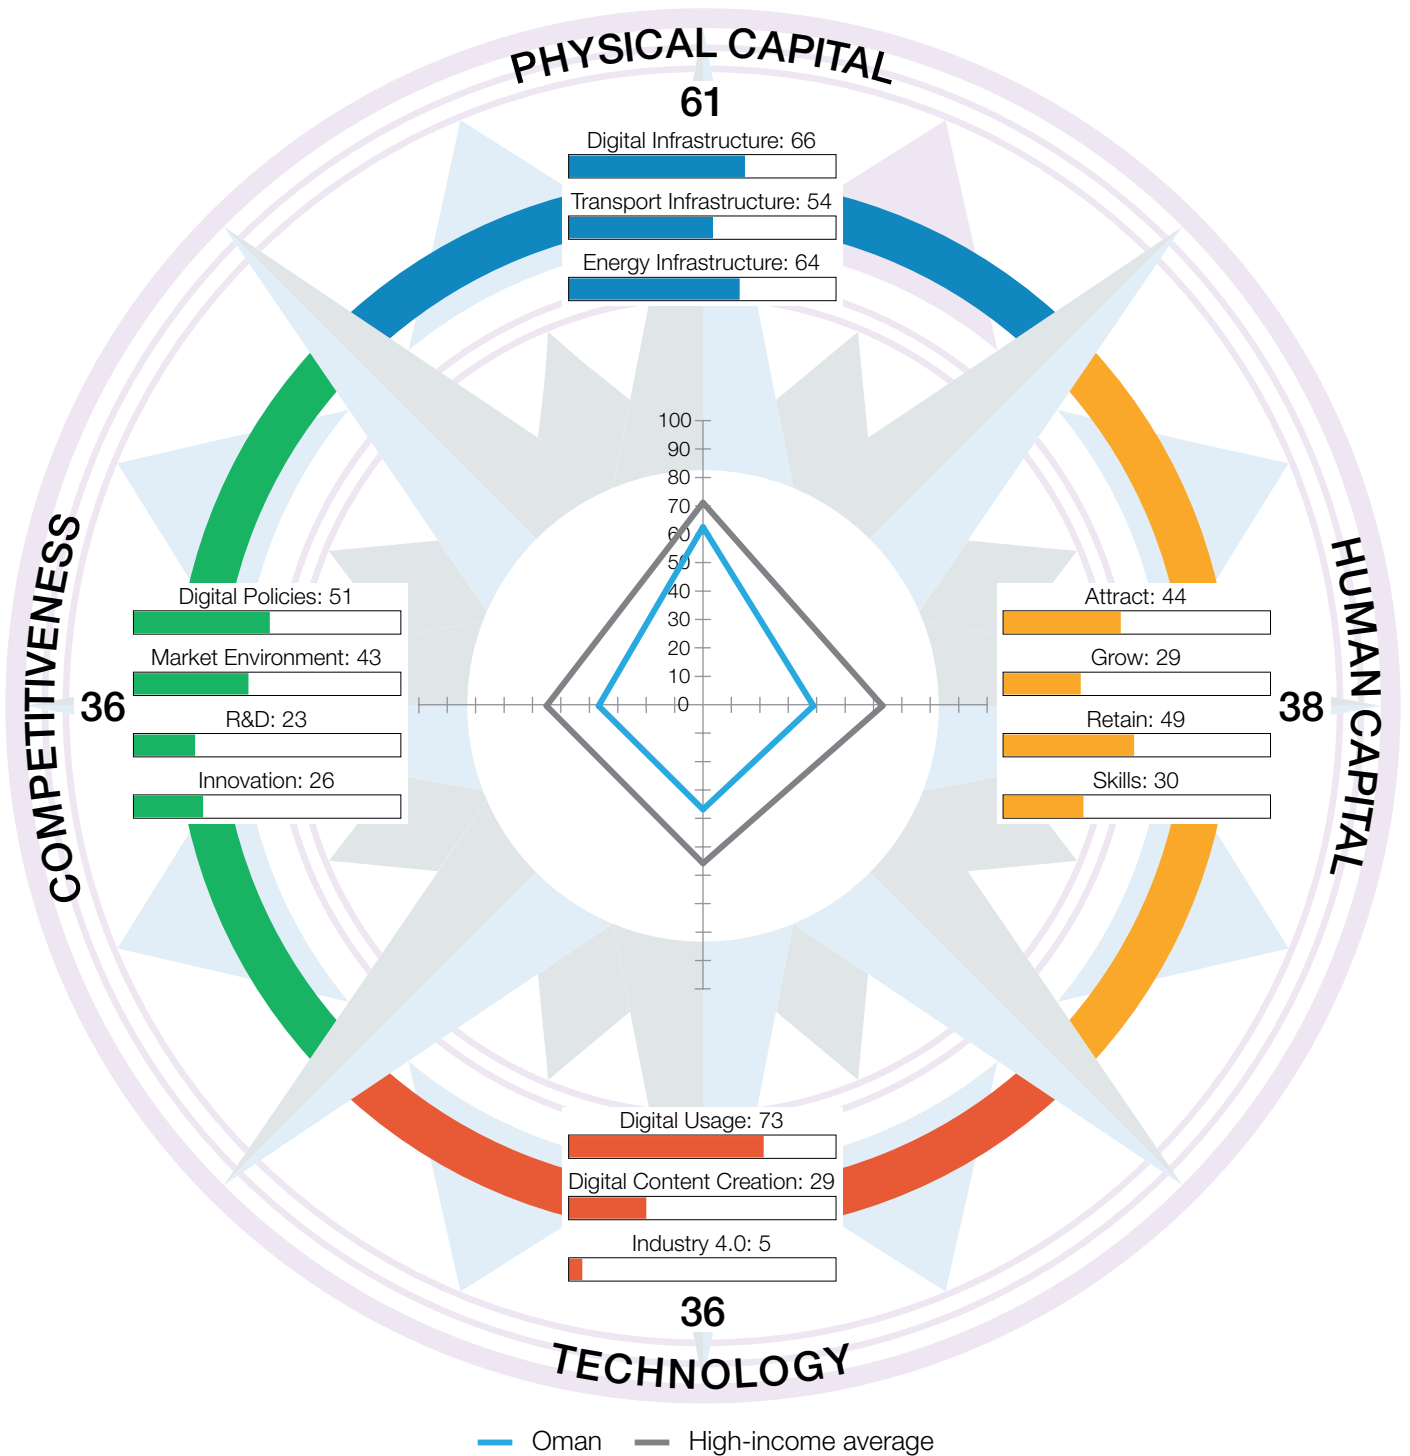 PHYSICAL CAPITAL
61
Digital Infrastructure: 66
Transport Infrastructure: 54
Energy Infrastructure: 64
100
90
80
70
60
50
40
30
20
10
0
COMPETITIVENESS
36
Digital Policies: 51
Market Environment: 43
R&D: 23
Innovation: 26
HUMAN CAPITAL
38
Attract: 44
Grow: 29
Retain: 49
Skills: 30
Digital Usage: 73
Digital Content Creation: 29
Industry 4.0: 5
36
TECHNOLOGY
Oman
High-income average